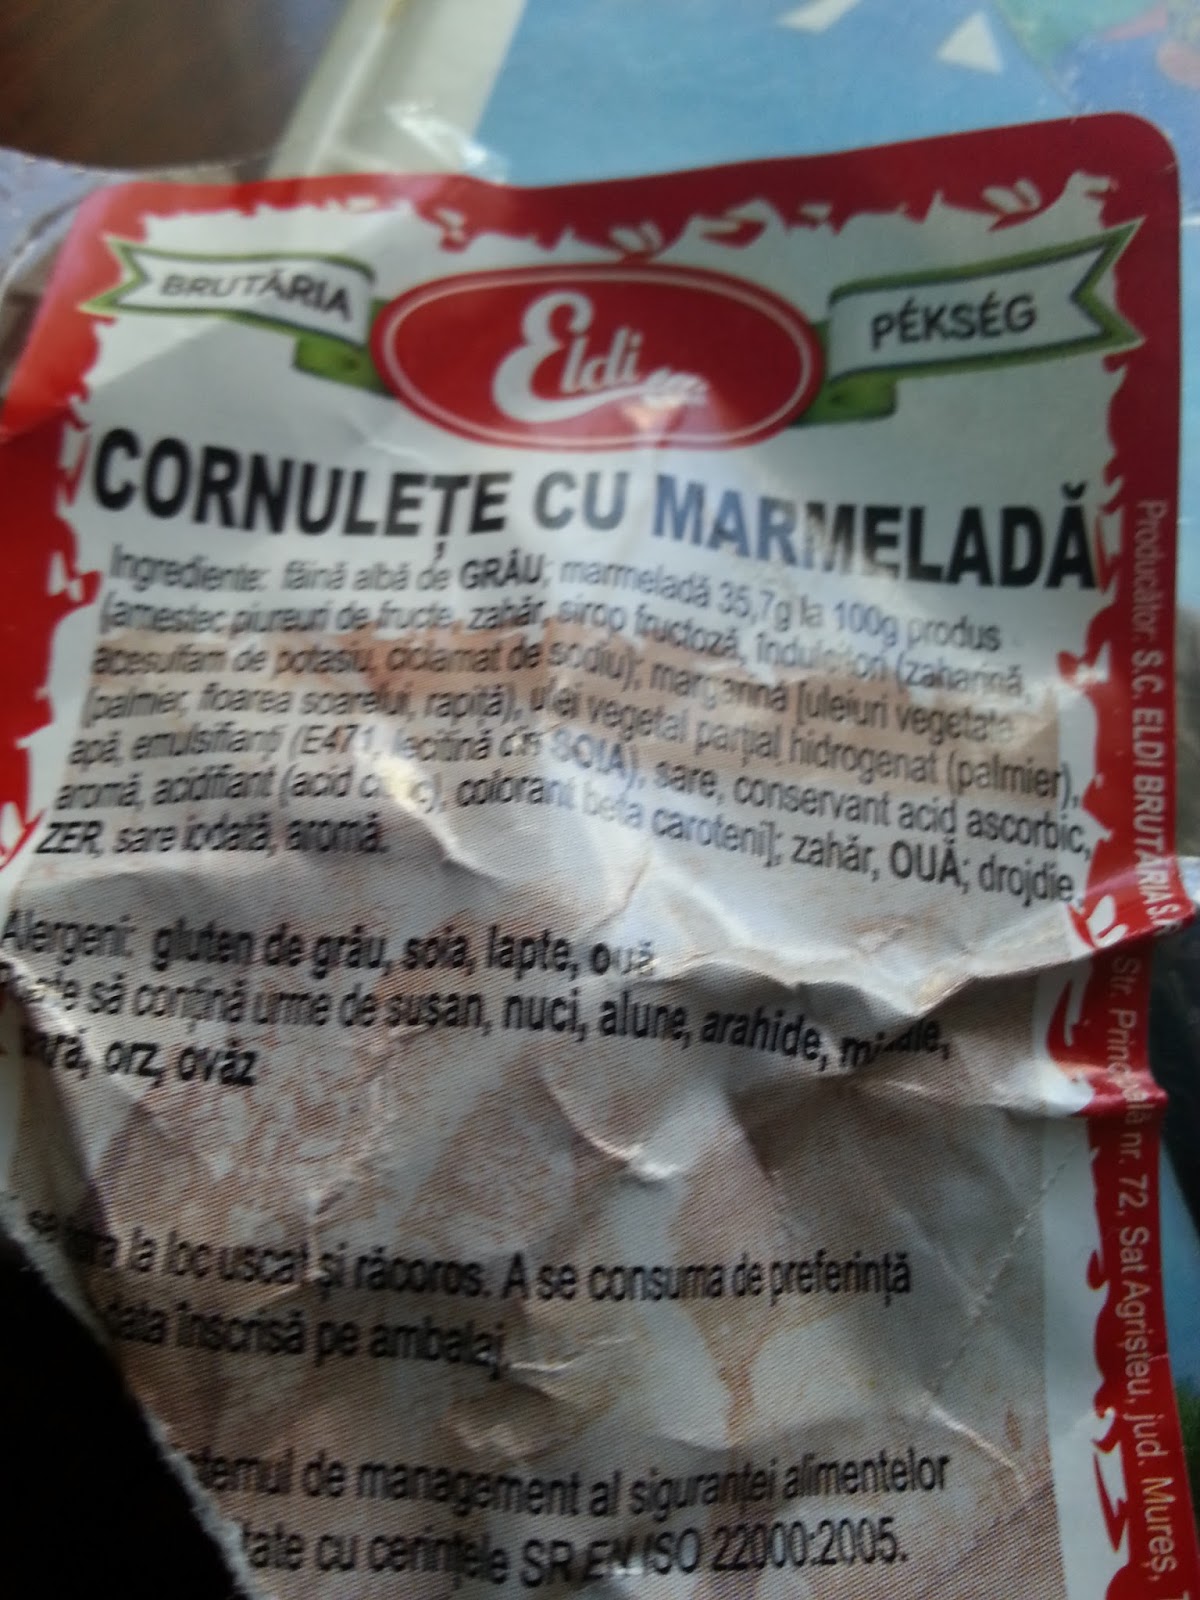 BRUTĂRIA
Eldi
PÉKSÉG
CORNULEȚE CU MARMELADĂ
Ingrediente: făină albă de GRÂU; marmeladă 35,7g la 100g produs
(amestec piureuri de fructe, zahăr, sirop fructoză, îndulcitori (zaharină,
acesulfam de potasiu, ciclamat de sodiu); margarină [uleiuri vegetale
(palmier, floarea soarelui, rapiță), ulei vegetal parțial hidrogenat (palmier),
apă, emulsifianți (E471, lecitină din SOIA), sare, conservant acid ascorbic,
aromă, acidifiant (acid citric), colorant beta caroteni]; zahăr, OUĂ; drojdie,
ZER, sare iodată, aromă.
Alergeni: gluten de grâu, soia, lapte, ouă
să conțină urme de susan, nuci, alune, arahide,
orz, ovăz
la loc uscat și răcoros. A se consuma de preferință
data înscrisă pe ambalaj
de management al siguranței alimentelor
cu cerințele SR EN ISO 22000:2005.
Producător: S.C. ELDI BRUTĂRIA
Str. Principală nr. 72, Sat Agrișteu, jud. Mureș,